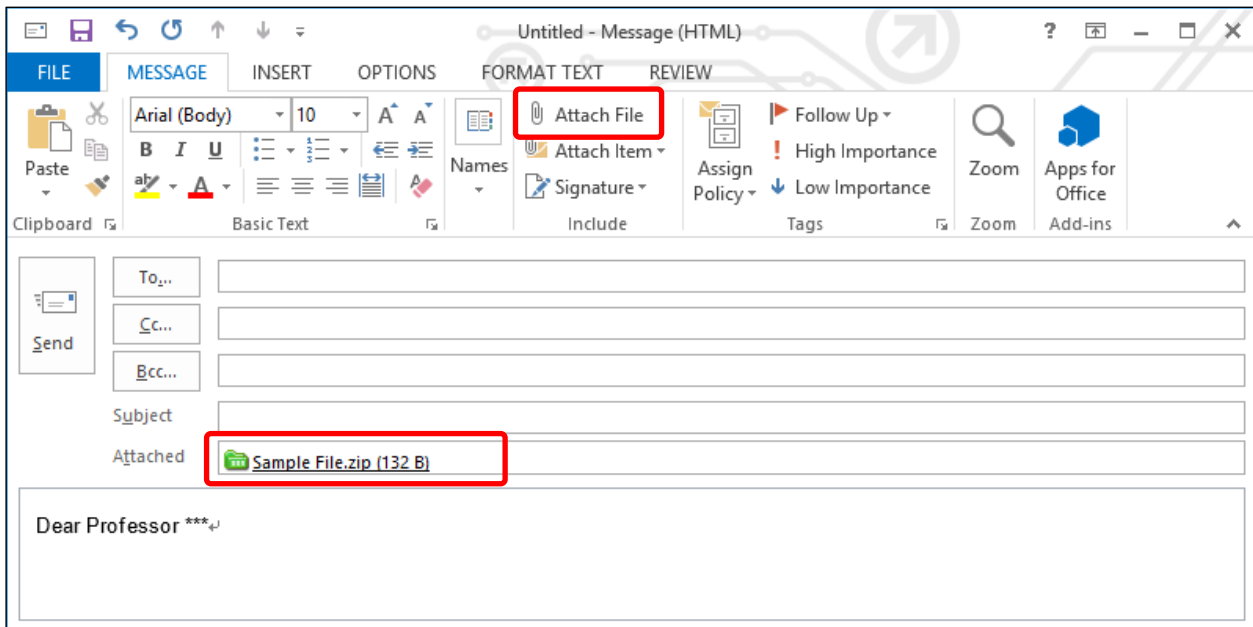 Untitled - Message (HTML) ?
FILE MESSAGE INSERT OPTIONS FORMAT TEXT REVIEW
Paste
Clipboard
Arial (Body) 10 A A
B I U
ab A
Basic Text
Names
Attach File
Attach Item
Signature
Include
Assign
Policy
Follow Up
High Importance
Low Importance
Tags
Zoom
Zoom
Apps for
Office
Add-ins
Send
To...
Cc...
Bcc...
Subject
Attached Sample File.zip (132 B)
Dear Professor ***↵